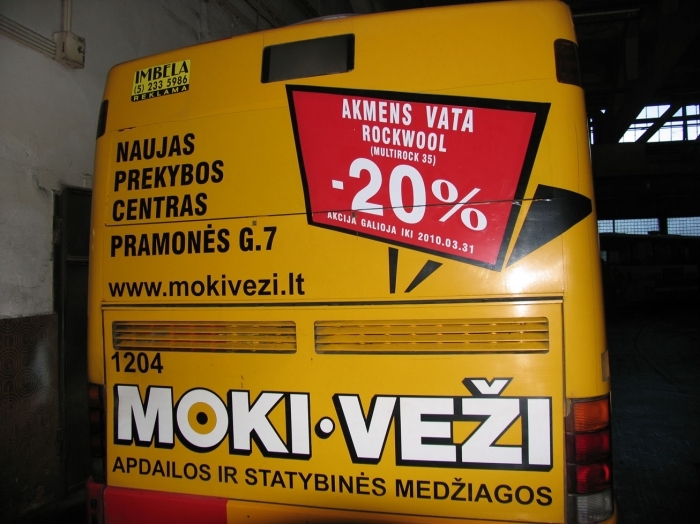 IMBELA
(5) 233 5986
REKLAMA
AKMENS VATA
ROCKWOOL
(MULTIROCK 35)
-20%
AKCIJA GALIOJA IKI 2010.03.31
NAUJAS
PREKYBOS
CENTRAS
PRAMONĖS G.7
www.mokivezi.lt
1204
MOKI·VEŽI
APDAILOS IR STATYBINĖS MEDŽIAGOS